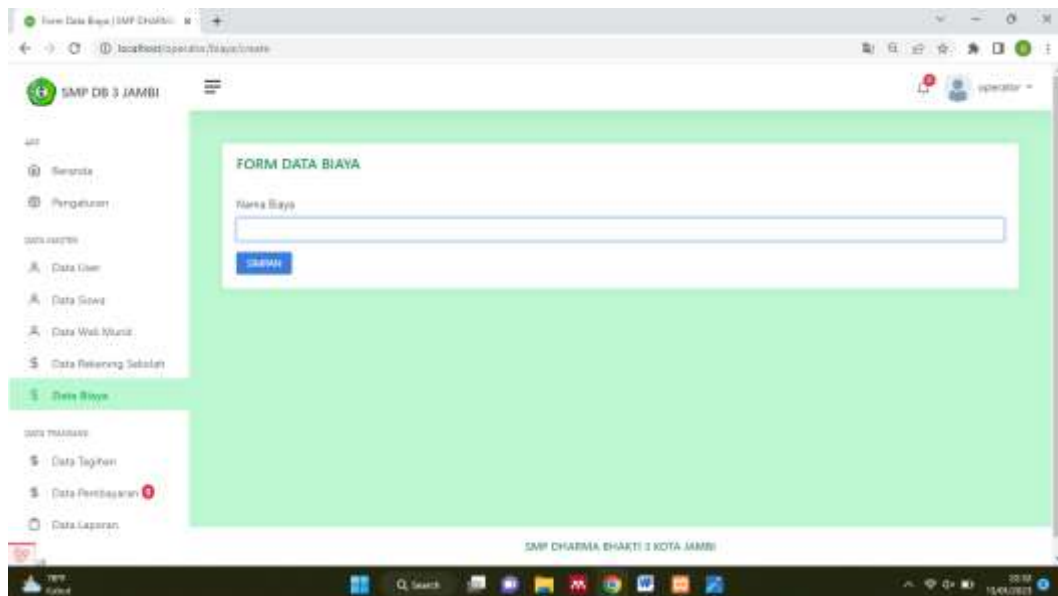 Form Data Biaya | SMP DHARMA
localhost/operator/biaya/create
SMP DB 3 JAMBI
operator
APP
Beranda
Pengaturan
FORM DATA BIAYA
Nama Biaya
SIMPAN
DATA MASTER
Data User
Data Siswa
Data Wali Murid
Data Rekening Sekolah
Data Biaya
DATA TRANSAKSI
Data Tagihan
Data Pembayaran
Data Laporan
SMP DHARMA BHAKTI 3 KOTA JAMBI
Search